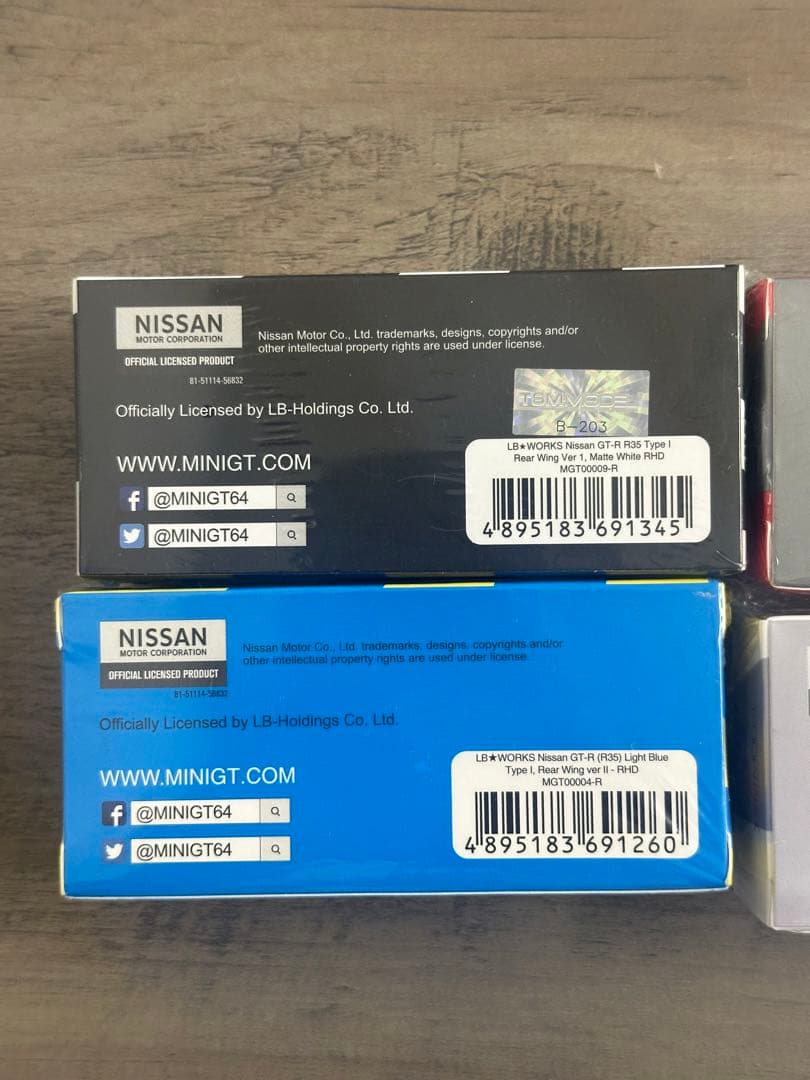 NISSAN
MOTOR CORPORATION
OFFICIAL LICENSED PRODUCT
81-51114-56832
Nissan Motor Co., Ltd. trademarks, designs, copyrights and/or
other intellectual property rights are used under license.
Officially Licensed by LB-Holdings Co. Ltd.
WWW.MINIGT.COM
@MINIGT64
@MINIGT64
TSM.MODEL
B-203
LB★WORKS Nissan GT-R R35 Type I
Rear Wing Ver 1, Matte White RHD
MGT00009-R
4 895183 691345
NISSAN
MOTOR CORPORATION
OFFICIAL LICENSED PRODUCT
81-51114-56832
Nissan Motor Co., Ltd. trademarks, designs, copyrights and/or
other intellectual property rights are used under license.
Officially Licensed by LB-Holdings Co. Ltd.
WWW.MINIGT.COM
@MINIGT64
@MINIGT64
LB★WORKS Nissan GT-R (R35) Light Blue
Type I, Rear Wing ver II - RHD
MGT00004-R
4 895183 691260